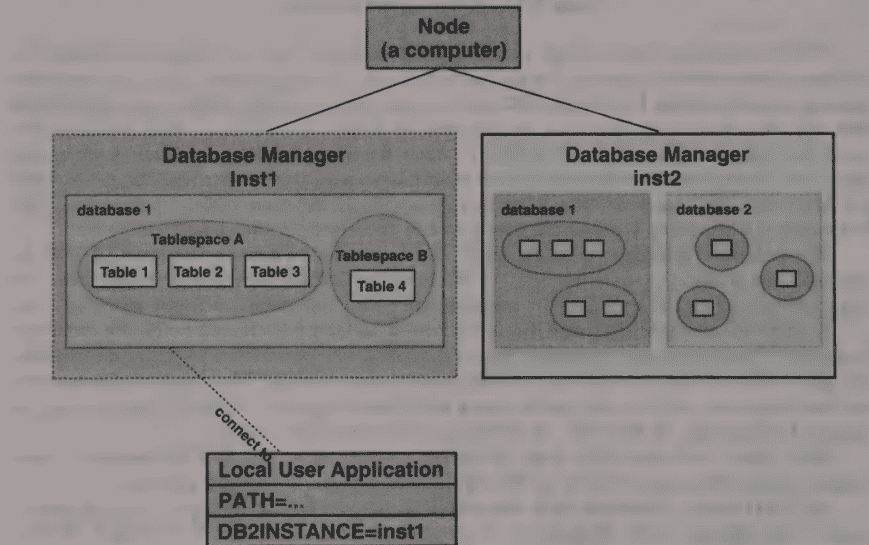 Node
(a computer)
Database Manager
Inst1
database 1
Tablespace A
Table 1
Table 2
Table 3
Tablespace B
Table 4
Database Manager
inst2
database 1
database 2
connect to
Local User Application
PATH=...
DB2INSTANCE=inst1